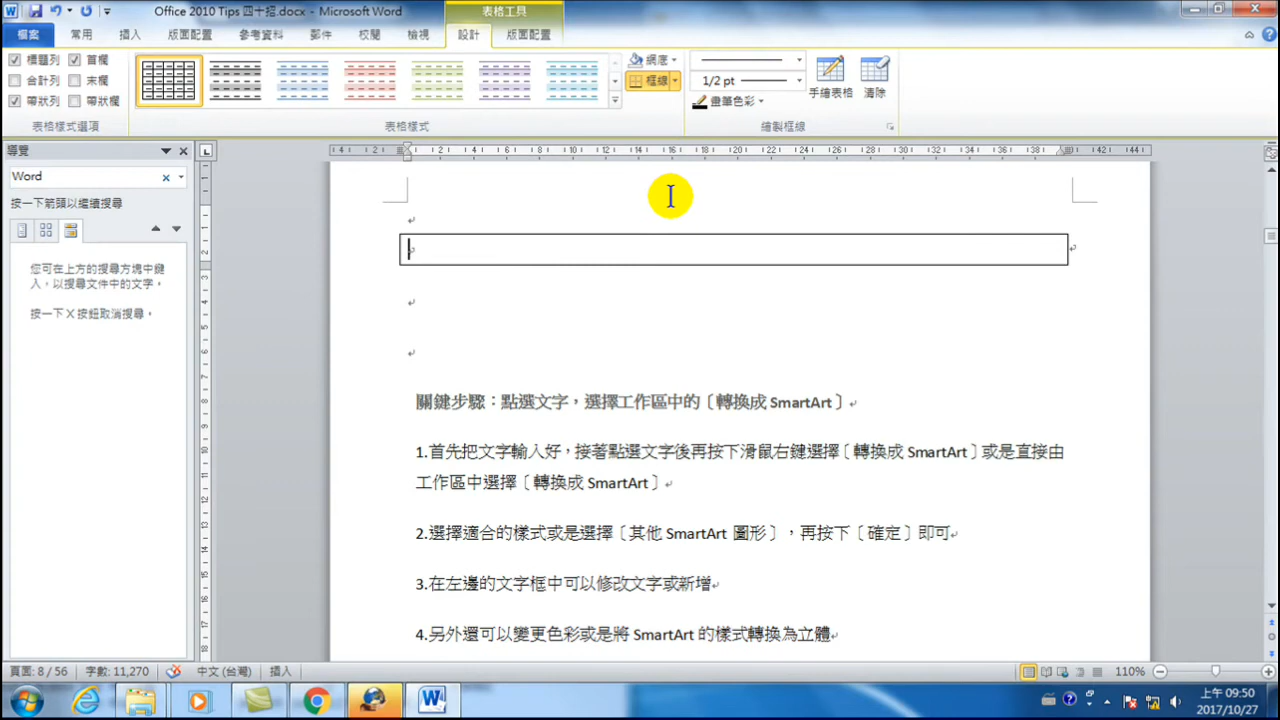 Office 2010 Tips 四十招.docx - Microsoft Word
表格工具
檔案 常用 插入 版面配置 參考資料 郵件 校閱 檢視 設計 版面配置
標題列 首欄
合計列 末欄
帶狀列 帶狀欄
表格樣式選項
表格樣式
網底
框線
1/2 pt
畫筆色彩
手繪表格
清除
繪製框線
導覽
Word
按一下箭頭以繼續搜尋
您可在上方的搜尋方塊中鍵
入，以搜尋文件中的文字。
按一下 X 按鈕取消搜尋。
關鍵步驟：點選文字，選擇工作區中的〔轉換成 SmartArt〕
1.首先把文字輸入好，接著點選文字後再按下滑鼠右鍵選擇〔轉換成 SmartArt〕或是直接由
工作區中選擇〔轉換成 SmartArt〕
2.選擇適合的樣式或是選擇〔其他 SmartArt 圖形〕，再按下〔確定〕即可
3.在左邊的文字框中可以修改文字或新增
4.另外還可以變更色彩或是將 SmartArt 的樣式轉換為立體
頁面: 8 / 56 字數: 11,270 中文 (台灣) 插入 110%
上午 09:50
2017/10/27